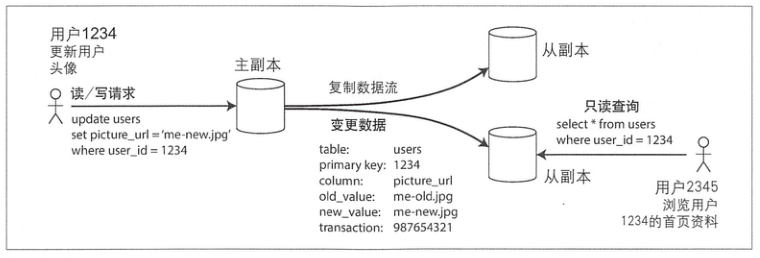 用户1234
更新用户
头像
读／写请求
update users
set picture_url = ‘me-new.jpg’
where user_id = 1234
主副本
复制数据流
变更数据
table: users
primary key: 1234
column: picture_url
old_value: me-old.jpg
new_value: me-new.jpg
transaction: 987654321
从副本
从副本
只读查询
select * from users
where user_id = 1234
用户2345
浏览用户
1234的首页资料